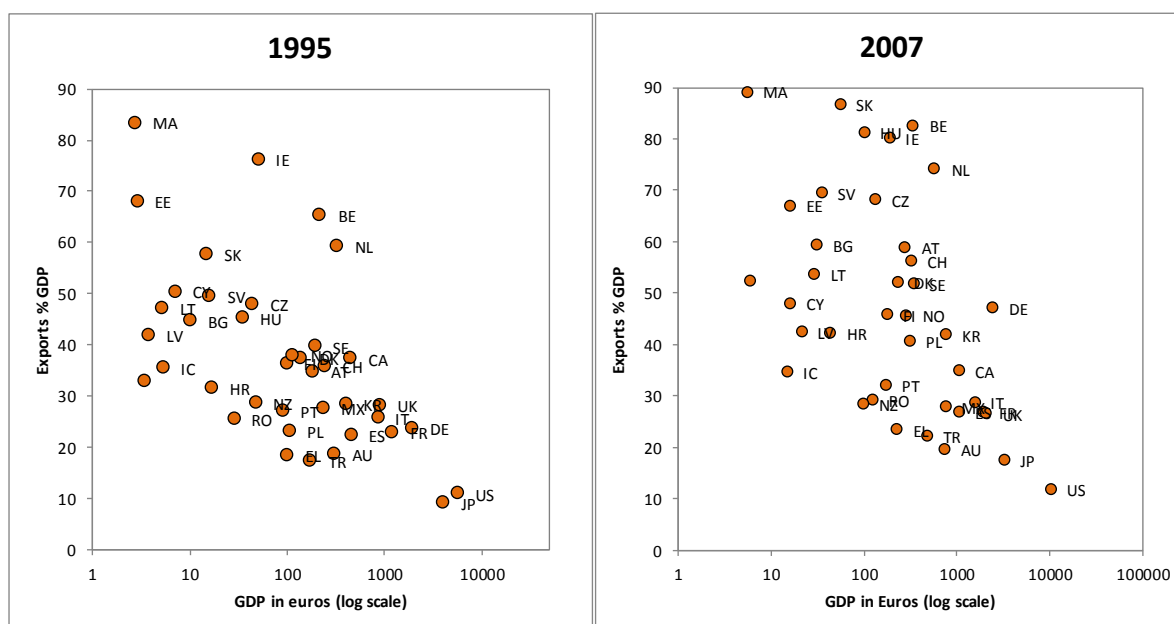 1995
Exports % GDP
90
80
70
60
50
40
30
20
10
0
MA
IE
EE
BE
NL
SK
CY
SV
CZ
LT
BG
HU
LV
SE
NO
FI
DK
CA
IC
CH
AT
HR
NZ
PT
MX
KR
UK
RO
IT
PL
ES
FR
DE
EL
TR
AU
US
JP
1
10
100
1000
10000
GDP in euros (log scale)
2007
Exports % GDP
90
80
70
60
50
40
30
20
10
0
MA
SK
HU
BE
IE
NL
SV
EE
CZ
BG
AT
CH
LT
DK
SE
CY
DE
FI
NO
LV
HR
KR
PL
IC
CA
PT
RO
NZ
MX
IT
FR
UK
EL
TR
AU
JP
US
1
10
100
1000
10000
GDP in Euros (log scale)